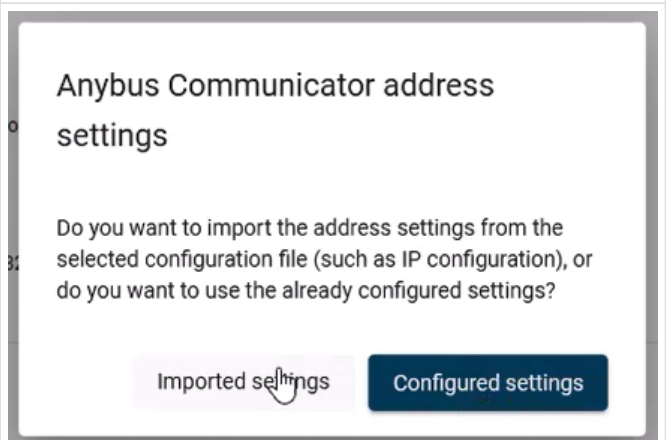 Anybus Communicator address
settings
Do you want to import the address settings from the
selected configuration file (such as IP configuration), or
do you want to use the already configured settings?
Imported settings
Configured settings